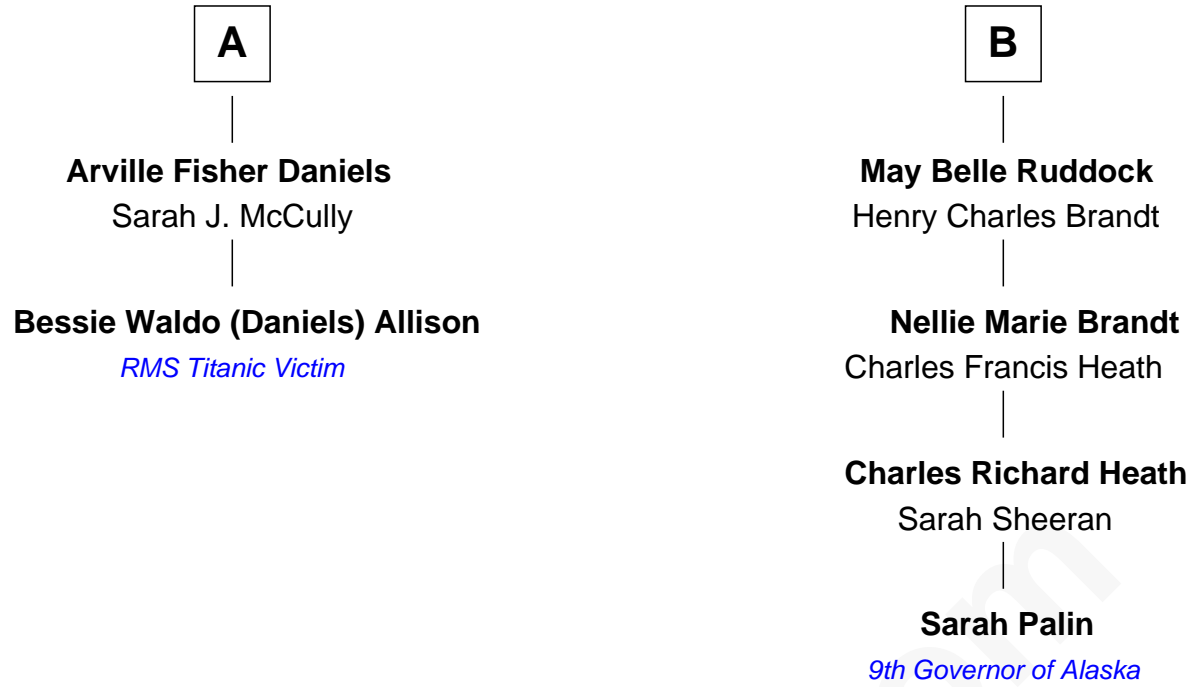 A
Arville Fisher Daniels
Sarah J. McCully
Bessie Waldo (Daniels) Allison
RMS Titanic Victim
B
May Belle Ruddock
Henry Charles Brandt
Nellie Marie Brandt
Charles Francis Heath
Charles Richard Heath
Sarah Sheeran
Sarah Palin
9th Governor of Alaska